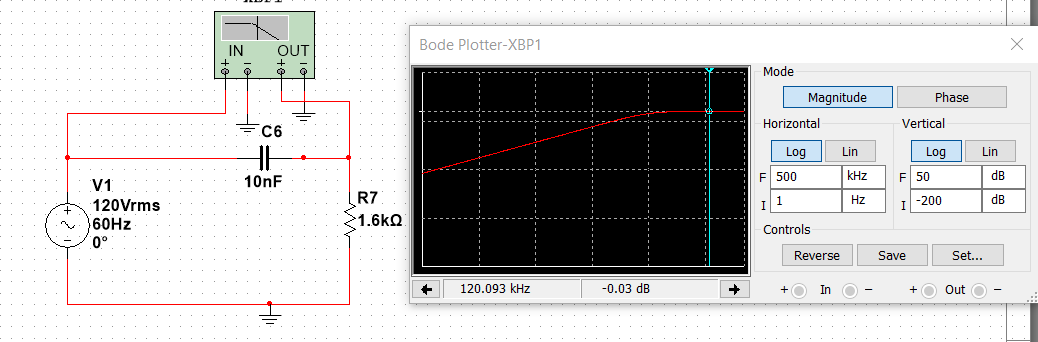 XBP1
IN OUT
+ − + −
C6
10nF
V1
120Vrms
60Hz
0°
+
−
R7
1.6kΩ
Bode Plotter-XBP1
Mode
Magnitude Phase
Horizontal Vertical
Log Lin Log Lin
F 500 kHz F 50 dB
I 1 Hz I -200 dB
Controls
Reverse Save Set...
120.093 kHz -0.03 dB
+ In − + Out −